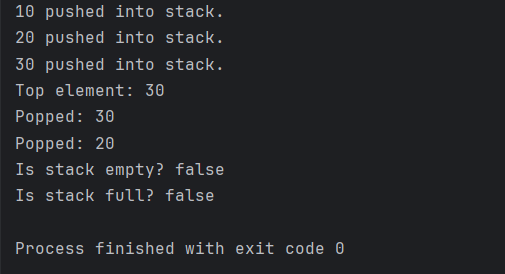 10 pushed into stack.
20 pushed into stack.
30 pushed into stack.
Top element: 30
Popped: 30
Popped: 20
Is stack empty? false
Is stack full? false
Process finished with exit code 0